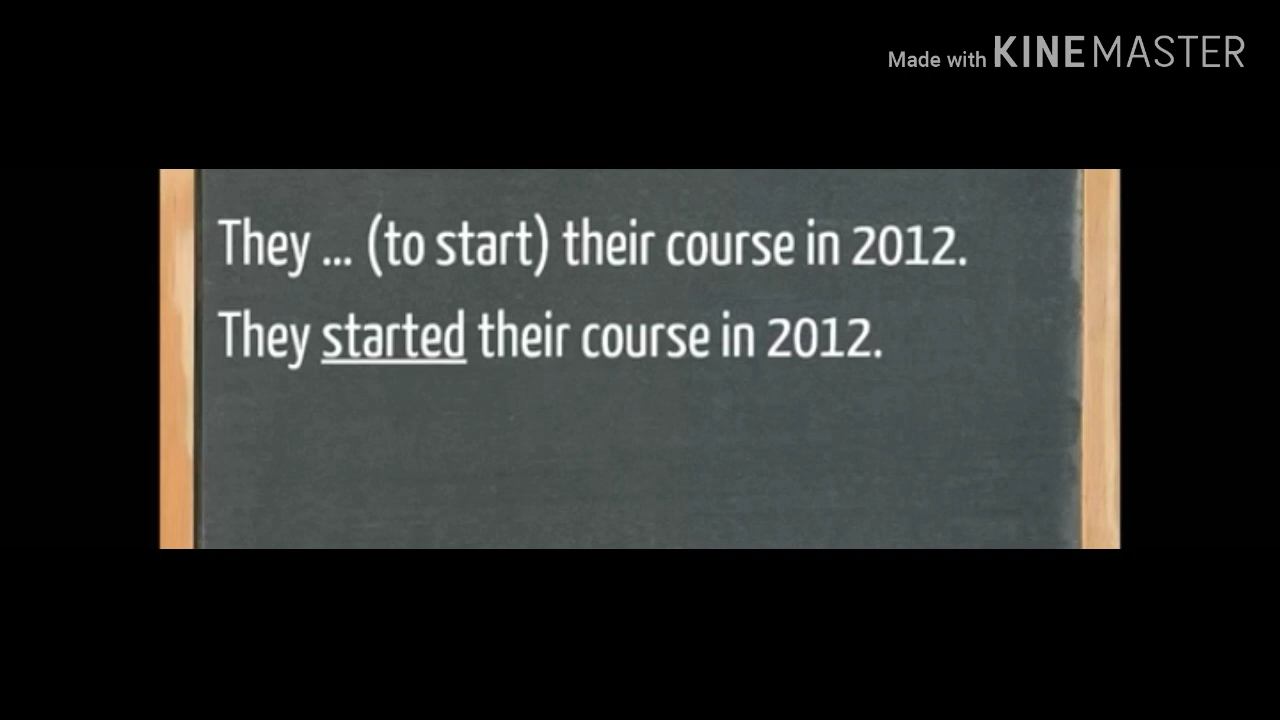 Made with KINEMASTER
They ... (to start) their course in 2012.
They started their course in 2012.